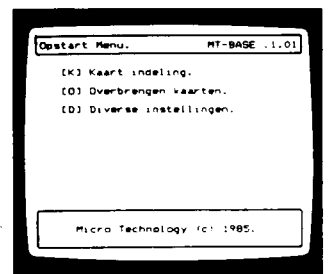 Opstart Menu. MT-BASE .1.01
[K] Kaart indeling.
[O] Overbrengen kaarten.
[D] Diverse instellingen.
Micro Technology (c) 1985.